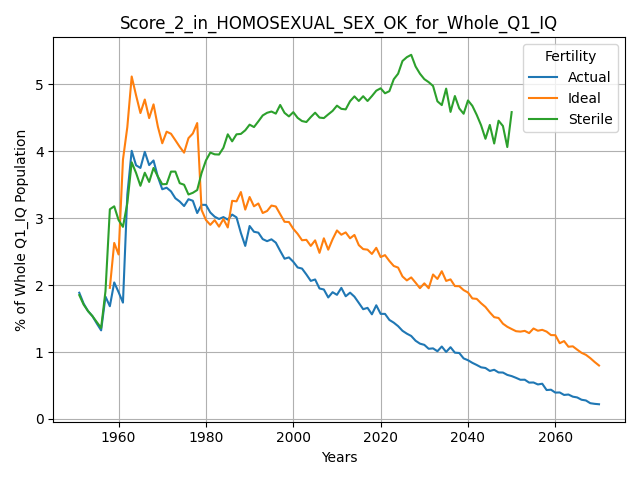 Score_2_in_HOMOSEXUAL_SEX_OK_for_Whole_Q1_IQ
Fertility
Actual
Ideal
Sterile
% of Whole Q1_IQ Population
5
4
3
2
1
0
1960 1980 2000 2020 2040 2060
Years